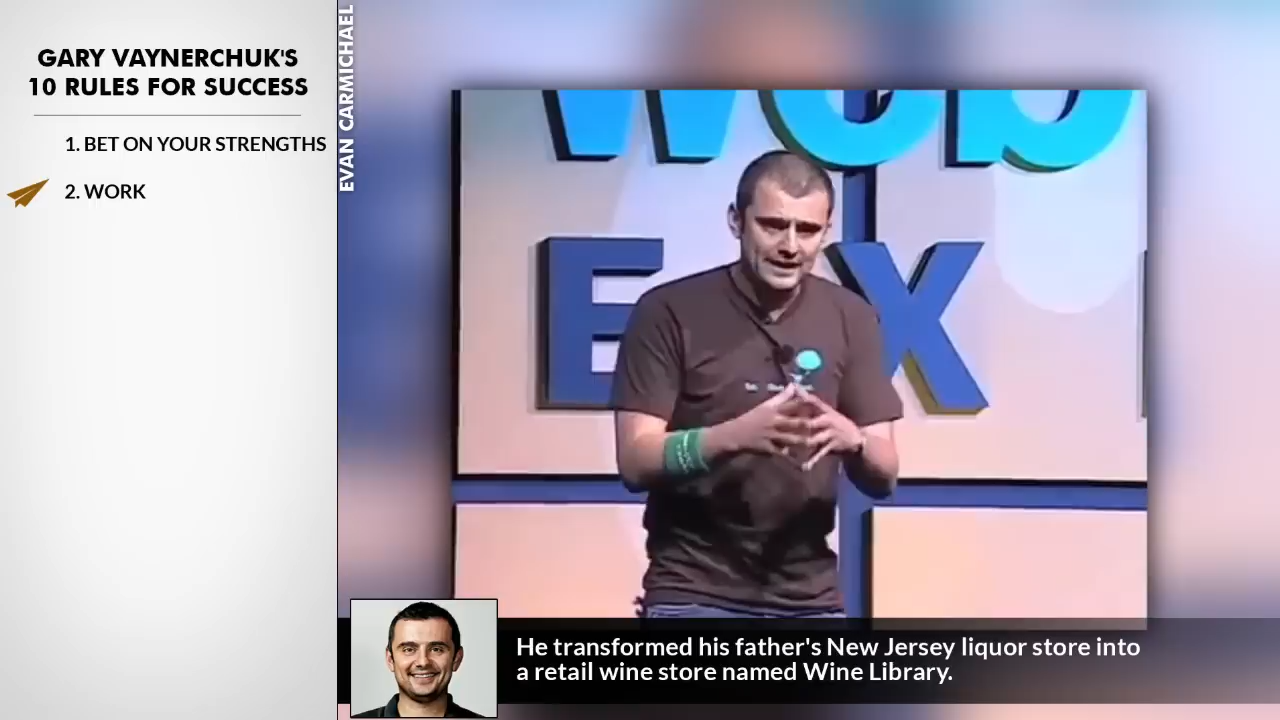 GARY VAYNERCHUK'S
10 RULES FOR SUCCESS
1. BET ON YOUR STRENGTHS
2. WORK
EVAN CARMICHAEL
Web
EX
He transformed his father's New Jersey liquor store into
a retail wine store named Wine Library.